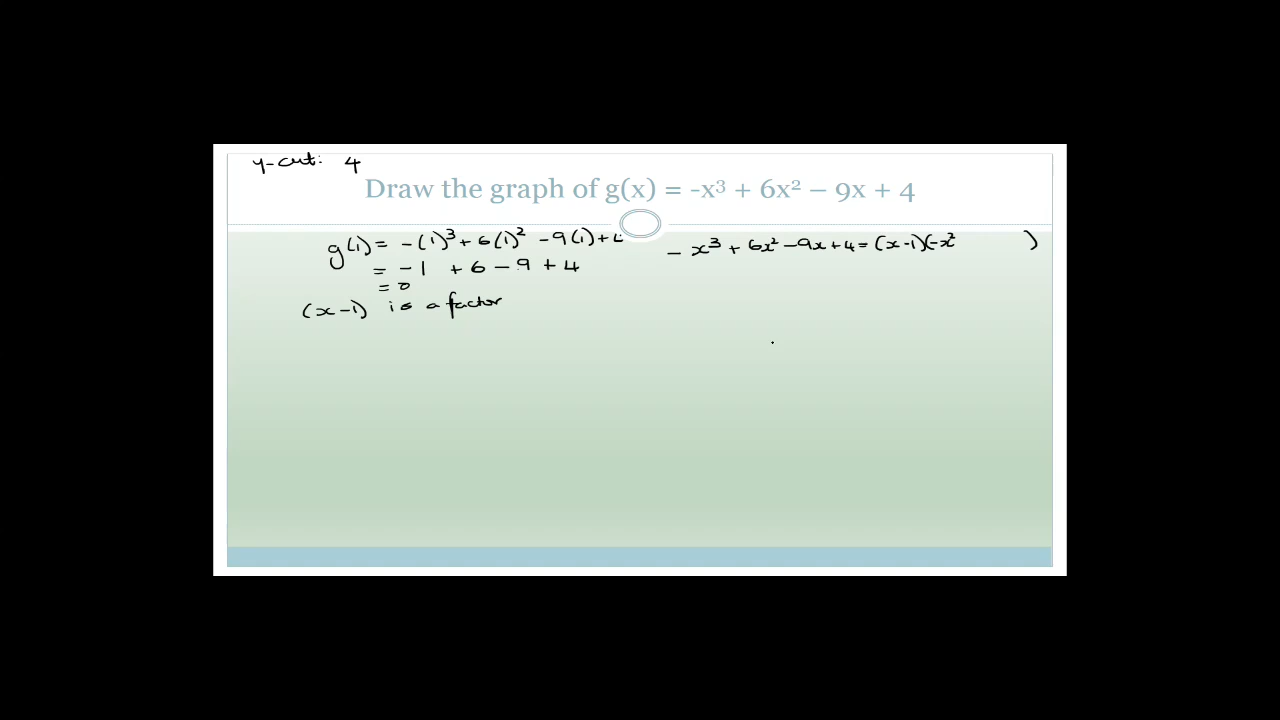 y-cut: 4
Draw the graph of g(x) = -x³ + 6x² – 9x + 4
g(1) = -(1)³ + 6(1)² - 9(1) + 4
= -1 + 6 - 9 + 4
= 0
(x-1) is a factor
- x³ + 6x² - 9x + 4 = (x-1)(-x² )